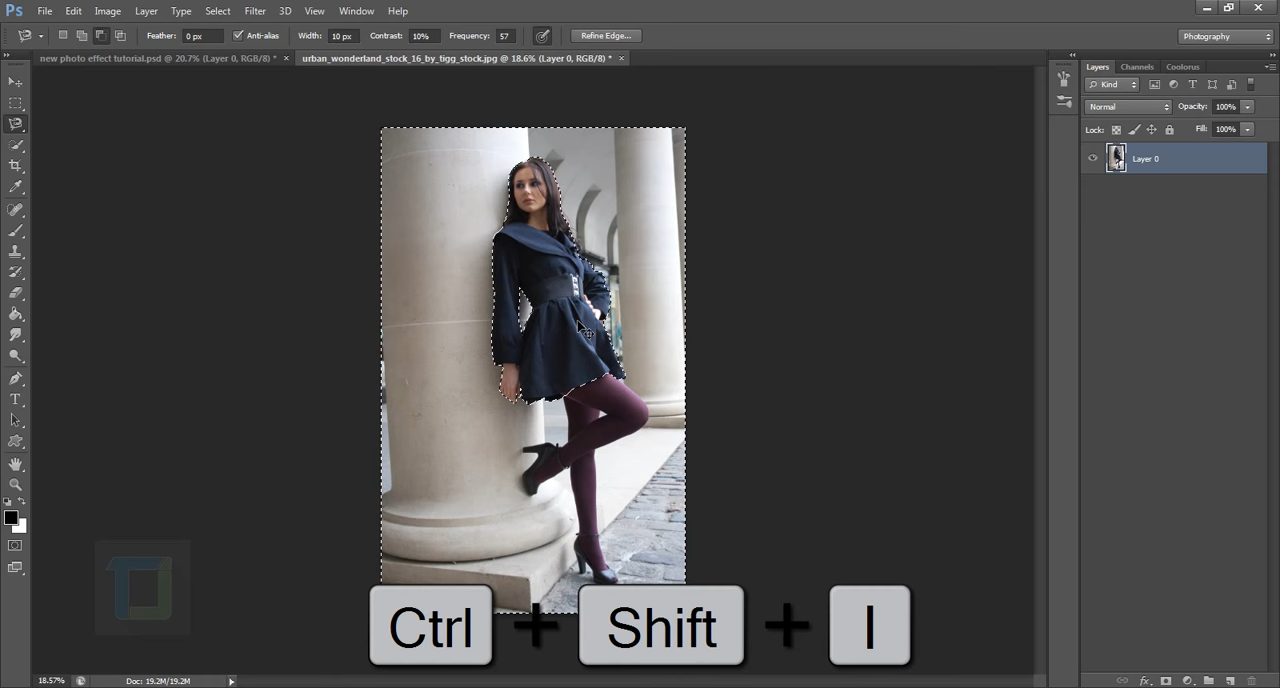 Ps File Edit Image Layer Type Select Filter 3D View Window Help
Feather: 0 px Anti-alias Width: 10 px Contrast: 10% Frequency: 57 Refine Edge... Photography
new photo effect tutorial.psd @ 20.7% (Layer 0, RGB/8) * × urban_wonderland_stock_16_by_tigg_stock.jpg @ 18.6% (Layer 0, RGB/8) * ×
Layers Channels Coolorus
Kind
Normal Opacity: 100%
Lock: Fill: 100%
Layer 0
Ctrl + Shift + I
18.57% Doc: 19.2M/19.2M